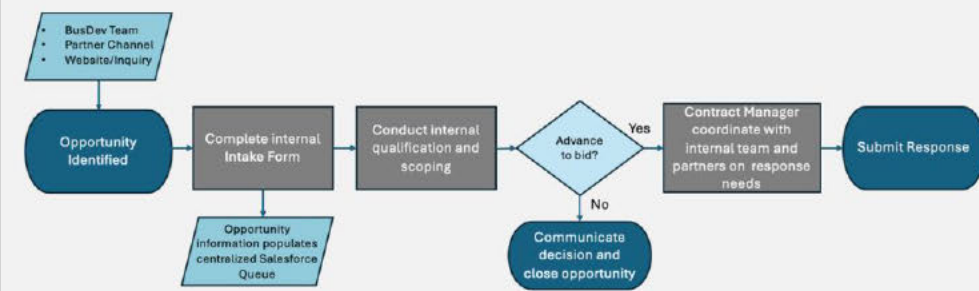 • BusDev Team
• Partner Channel
• Website/Inquiry
Opportunity
Identified
Complete internal
Intake Form
Opportunity
information populates
centralized Salesforce
Queue
Conduct internal
qualification and
scoping
Advance
to bid?
Yes
No
Communicate
decision and
close opportunity
Contract Manager
coordinate with
internal team and
partners on response
needs
Submit Response